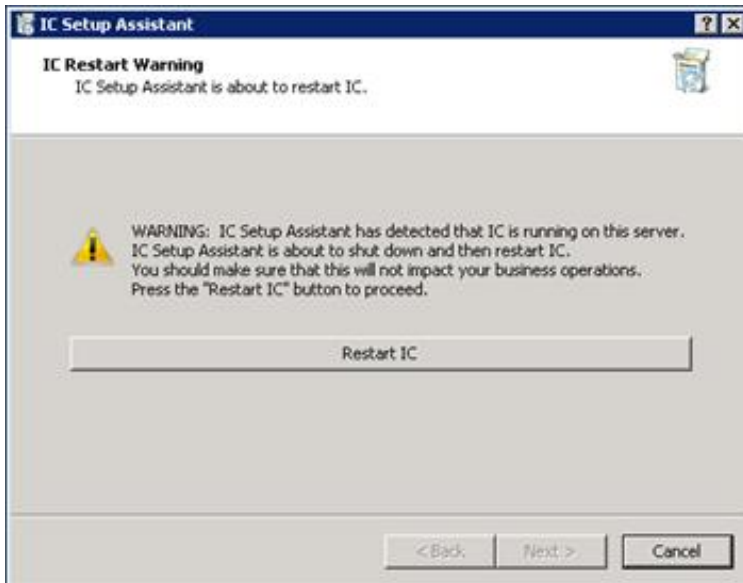 IC Setup Assistant
IC Restart Warning
IC Setup Assistant is about to restart IC.
WARNING: IC Setup Assistant has detected that IC is running on this server.
IC Setup Assistant is about to shut down and then restart IC.
You should make sure that this will not impact your business operations.
Press the "Restart IC" button to proceed.
Restart IC
< Back
Next >
Cancel